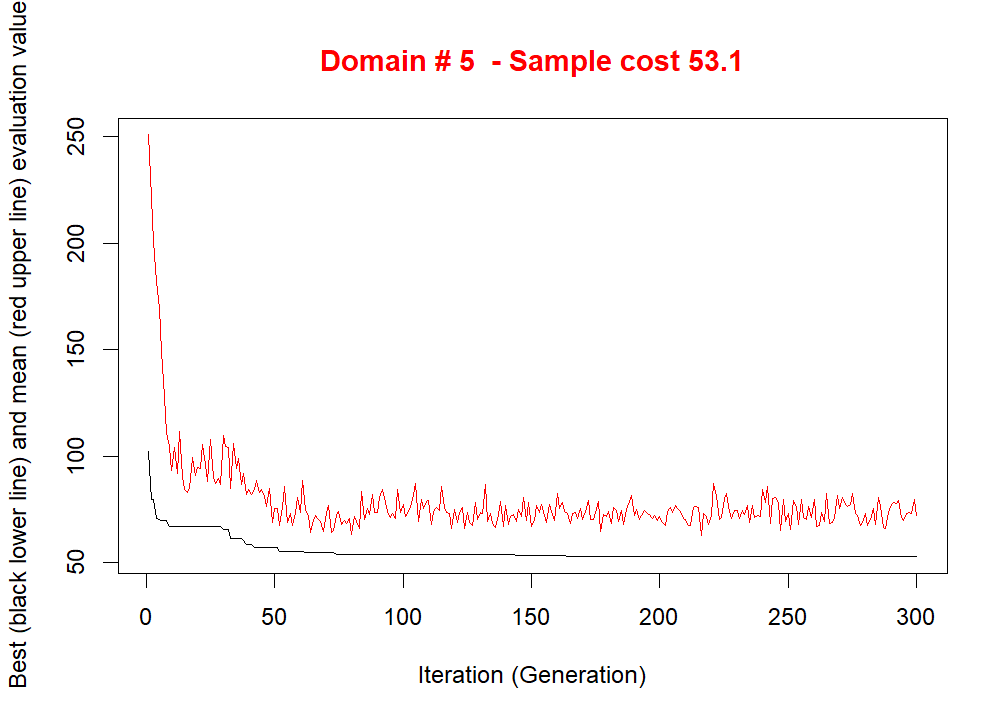 Domain # 5  - Sample cost 53.1
Best (black lower line) and mean (red upper line) evaluation value
250
200
150
100
50
0 50 100 150 200 250 300
Iteration (Generation)